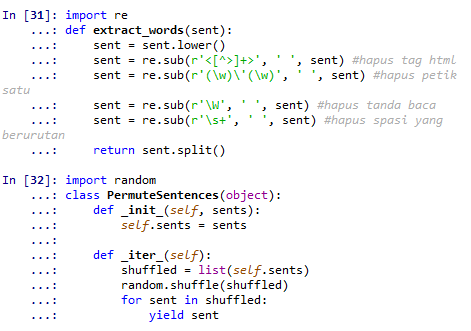 In [31]: import re
    ...: def extract_words(sent):
    ...:     sent = sent.lower()
    ...:     sent = re.sub(r'<[^>]+>', ' ', sent) #hapus tag html
    ...:     sent = re.sub(r'(\w)\'(\w)', ' ', sent) #hapus petik
satu
    ...:     sent = re.sub(r'\W', ' ', sent) #hapus tanda baca
    ...:     sent = re.sub(r'\s+', ' ', sent) #hapus spasi yang
berurutan
    ...:     return sent.split()
In [32]: import random
    ...: class PermuteSentences(object):
    ...:     def _init_(self, sents):
    ...:         self.sents = sents
    ...:
    ...:     def _iter_(self):
    ...:         shuffled = list(self.sents)
    ...:         random.shuffle(shuffled)
    ...:         for sent in shuffled:
    ...:             yield sent